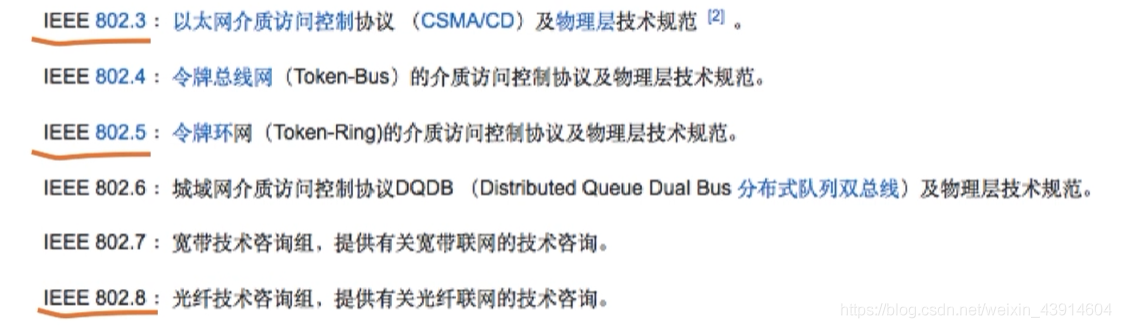 IEEE 802.3：以太网介质访问控制协议 （CSMA/CD）及物理层技术规范 [2] 。
IEEE 802.4：令牌总线网（Token-Bus）的介质访问控制协议及物理层技术规范。
IEEE 802.5：令牌环网（Token-Ring)的介质访问控制协议及物理层技术规范。
IEEE 802.6：城域网介质访问控制协议DQDB （Distributed Queue Dual Bus 分布式队列双总线）及物理层技术规范。
IEEE 802.7：宽带技术咨询组，提供有关宽带联网的技术咨询。
IEEE 802.8：光纤技术咨询组，提供有关光纤联网的技术咨询。
https://blog.csdn.net/weixin_43914604